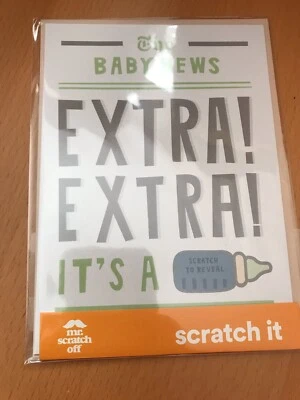 The
BABY NEWS
EXTRA!
EXTRA!
IT'S A
SCRATCH
TO REVEAL
mr.
scratch
off
scratch it